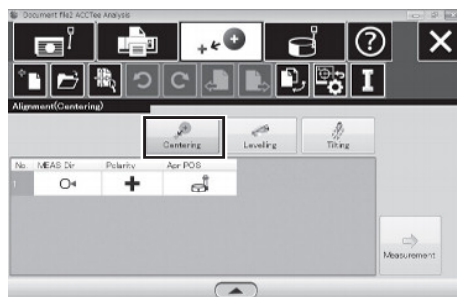 Document File2 ACCTee Analysis
Alignment(Centering)
Centering
Levelling
Tilting
No.
MEAS Dir
Polarity
Apr POS
1
Measurement